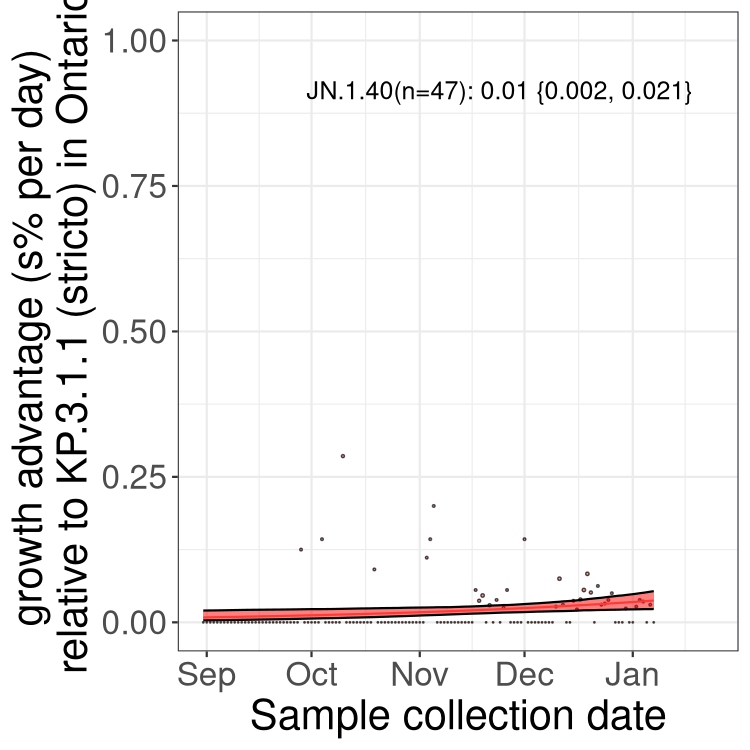 growth advantage (s% per day)
relative to KP.3.1.1 (stricto) in Ontario
1.00
0.75
0.50
0.25
0.00
JN.1.40(n=47): 0.01 {0.002, 0.021}
Sep Oct Nov Dec Jan
Sample collection date